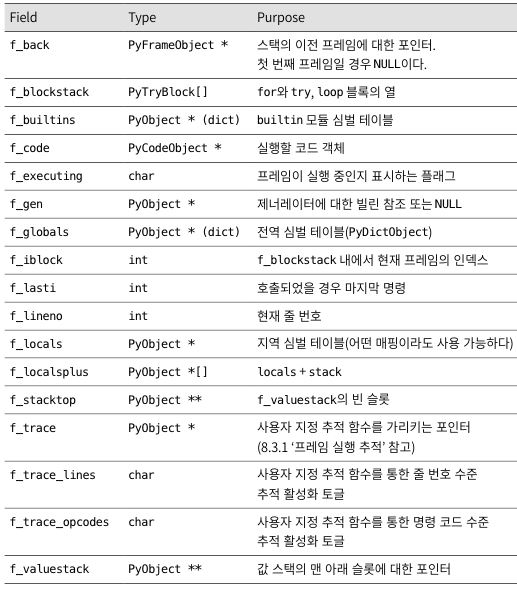 Field Type Purpose
f_back PyFrameObject * 스택의 이전 프레임에 대한 포인터.
첫 번째 프레임일 경우 NULL이다.
f_blockstack PyTryBlock[] for와 try, loop 블록의 열
f_builtins PyObject * (dict) builtin 모듈 심벌 테이블
f_code PyCodeObject * 실행할 코드 객체
f_executing char 프레임이 실행 중인지 표시하는 플래그
f_gen PyObject * 제너레이터에 대한 빌린 참조 또는 NULL
f_globals PyObject * (dict) 전역 심벌 테이블(PyDictObject)
f_iblock int f_blockstack 내에서 현재 프레임의 인덱스
f_lasti int 호출되었을 경우 마지막 명령
f_lineno int 현재 줄 번호
f_locals PyObject * 지역 심벌 테이블(어떤 매핑이라도 사용 가능하다)
f_localsplus PyObject *[] locals + stack
f_stacktop PyObject ** f_valuestack의 빈 슬롯
f_trace PyObject * 사용자 지정 추적 함수를 가리키는 포인터
(8.3.1 ‘프레임 실행 추적’ 참고)
f_trace_lines char 사용자 지정 추적 함수를 통한 줄 번호 수준
추적 활성화 토글
f_trace_opcodes char 사용자 지정 추적 함수를 통한 명령 코드 수준
추적 활성화 토글
f_valuestack PyObject ** 값 스택의 맨 아래 슬롯에 대한 포인터